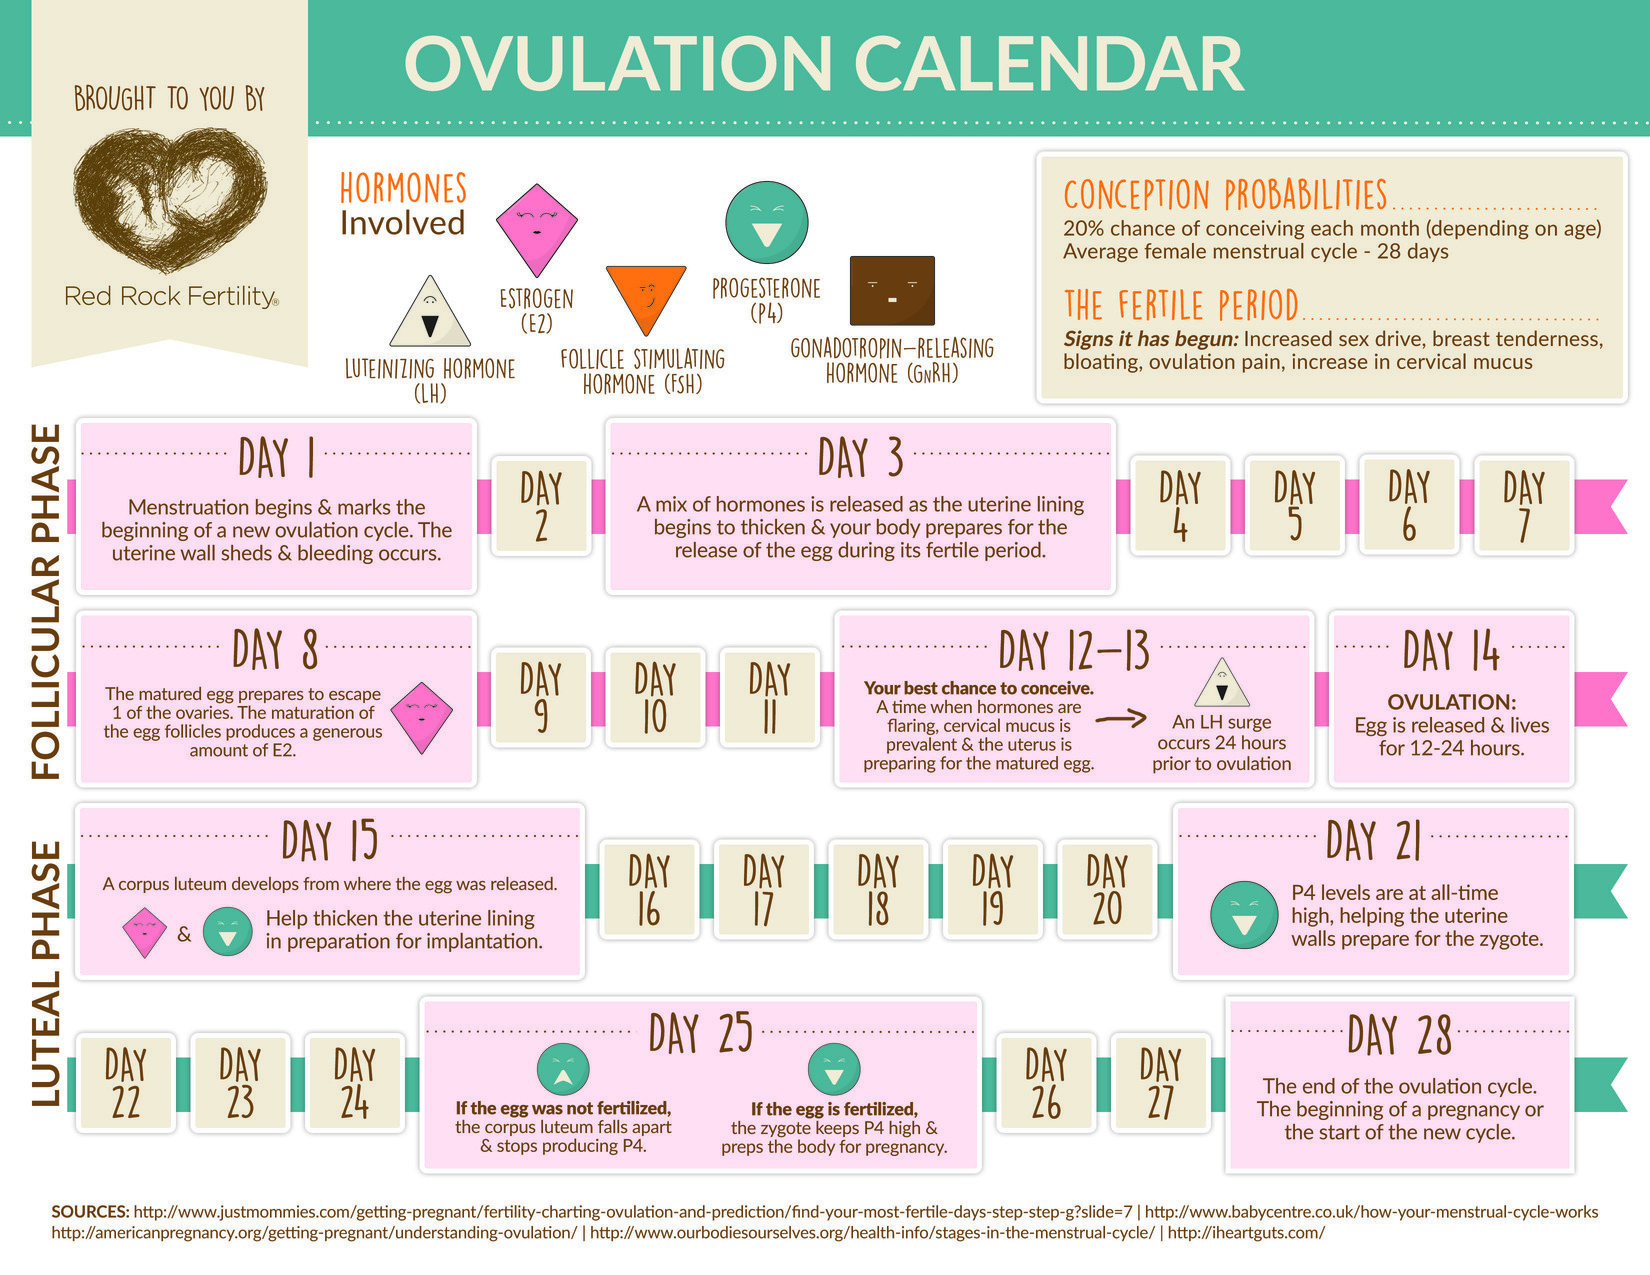 OVULATION CALENDAR
BROUGHT TO YOU BY
Red Rock Fertility®
HORMONES
Involved
LUTEINIZING HORMONE
(LH)
ESTROGEN
(E2)
FOLLICLE STIMULATING
HORMONE (FSH)
PROGESTERONE
(P4)
GONADOTROPIN-RELEASING
HORMONE (GNRH)
CONCEPTION PROBABILITIES
20% chance of conceiving each month (depending on age)
Average female menstrual cycle - 28 days
THE FERTILE PERIOD
Signs it has begun: Increased sex drive, breast tenderness,
bloating, ovulation pain, increase in cervical mucus
FOLLICULAR PHASE
DAY 1
Menstruation begins & marks the
beginning of a new ovulation cycle. The
uterine wall sheds & bleeding occurs.
DAY
2
DAY 3
A mix of hormones is released as the uterine lining
begins to thicken & your body prepares for the
release of the egg during its fertile period.
DAY
4
DAY
5
DAY
6
DAY
7
DAY 8
The matured egg prepares to escape
1 of the ovaries. The maturation of
the egg follicles produces a generous
amount of E2.
DAY
9
DAY
10
DAY
11
DAY 12-13
Your best chance to conceive.
A time when hormones are
flaring, cervical mucus is
prevalent & the uterus is
preparing for the matured egg.
An LH surge
occurs 24 hours
prior to ovulation
DAY 14
OVULATION:
Egg is released & lives
for 12-24 hours.
LUTEAL PHASE
DAY 15
A corpus luteum develops from where the egg was released.
&
Help thicken the uterine lining
in preparation for implantation.
DAY
16
DAY
17
DAY
18
DAY
19
DAY
20
DAY 21
P4 levels are at all-time
high, helping the uterine
walls prepare for the zygote.
DAY
22
DAY
23
DAY
24
DAY 25
If the egg was not fertilized,
the corpus luteum falls apart
& stops producing P4.
If the egg is fertilized,
the zygote keeps P4 high &
preps the body for pregnancy.
DAY
26
DAY
27
DAY 28
The end of the ovulation cycle.
The beginning of a pregnancy or
the start of the new cycle.
SOURCES: http://www.justmommies.com/getting-pregnant/fertility-charting-ovulation-and-prediction/find-your-most-fertile-days-step-step-g?slide=7 | http://www.babycentre.co.uk/how-your-menstrual-cycle-works
http://americanpregnancy.org/getting-pregnant/understanding-ovulation/ | http://www.ourbodiesourselves.org/health-info/stages-in-the-menstrual-cycle/ | http://iheartguts.com/